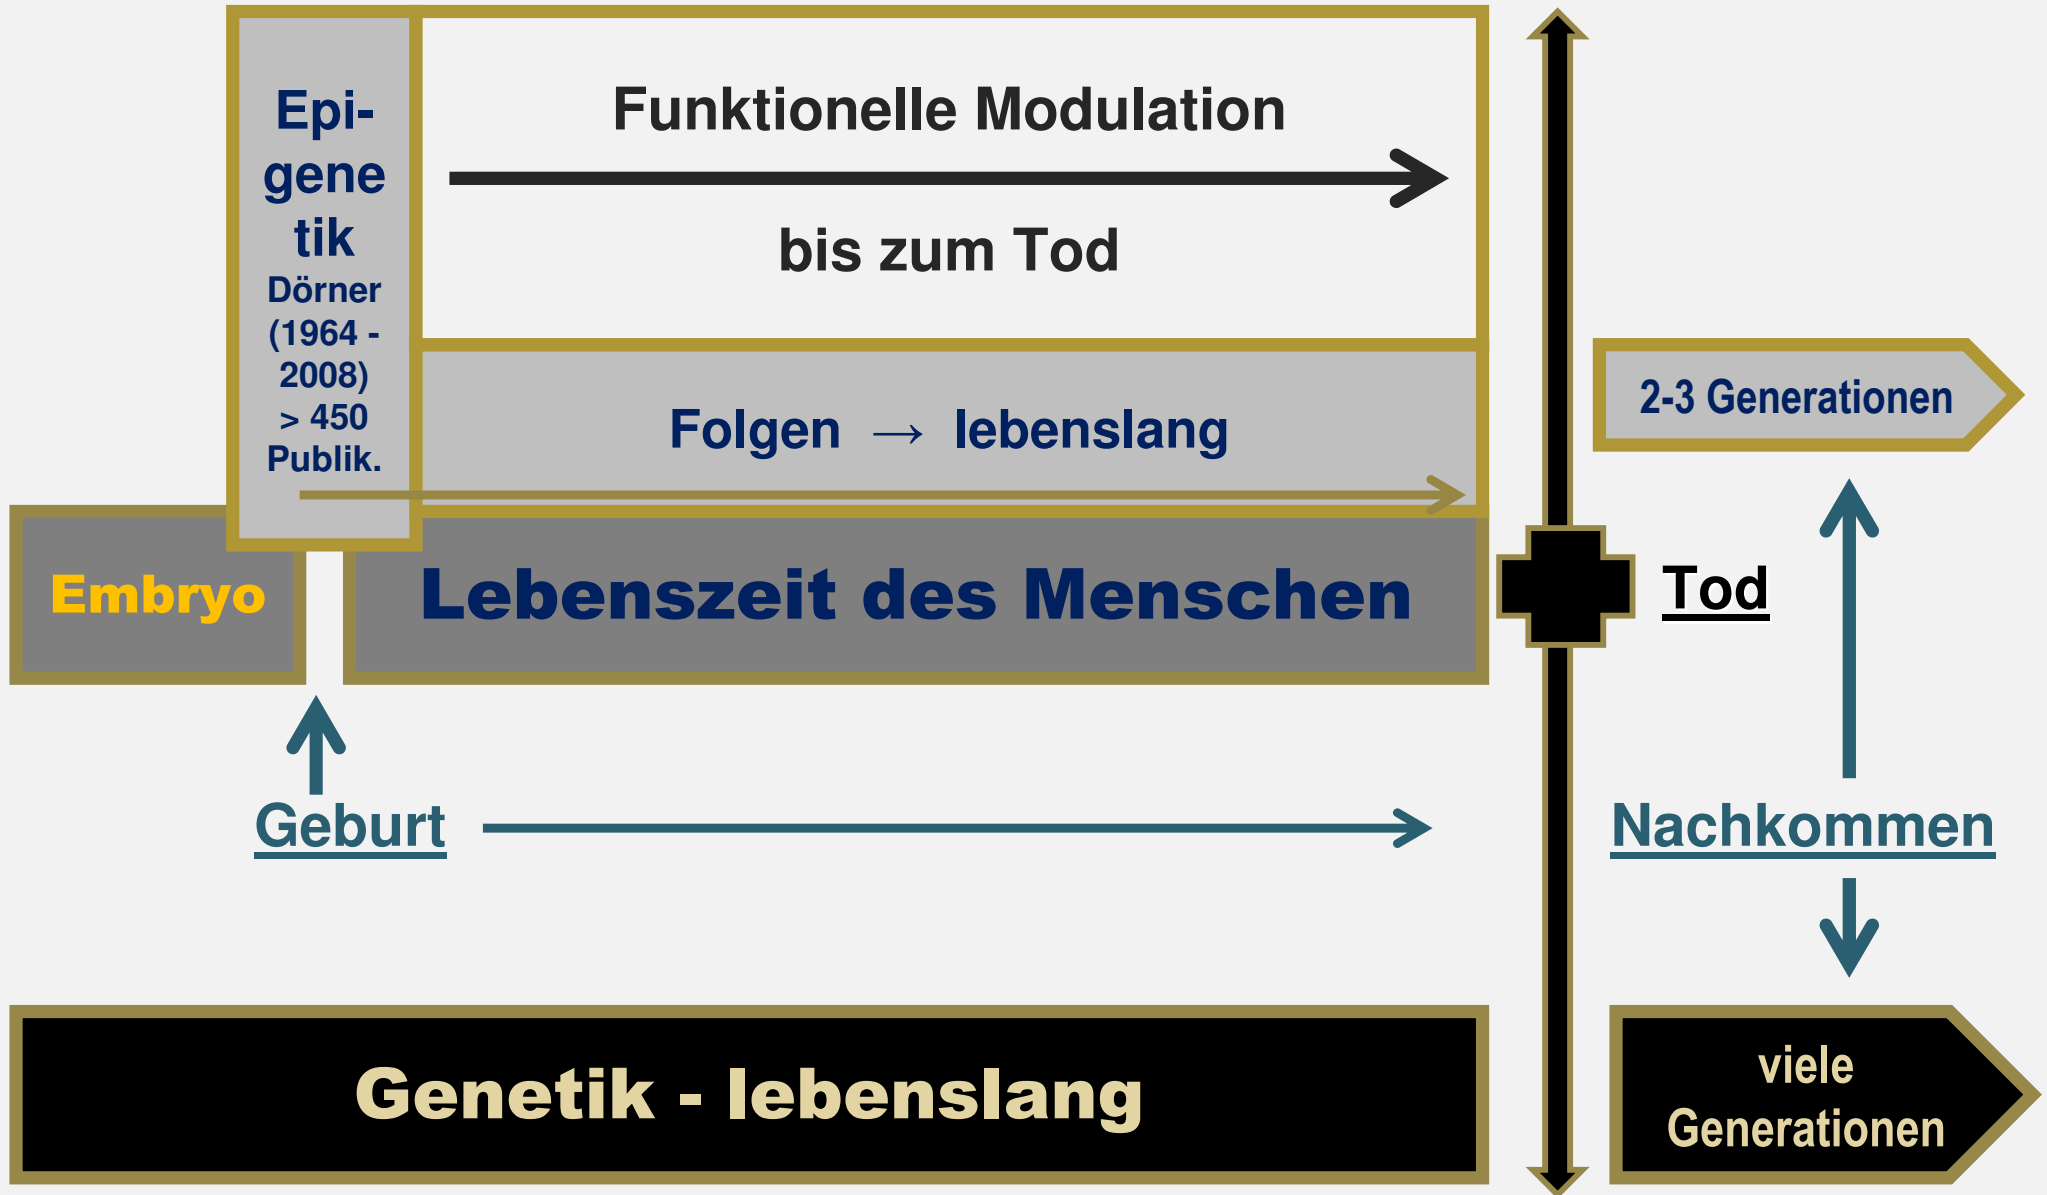 Epi-
gene
tik
Dörner
(1964 -
2008)
> 450
Publik.
Funktionelle Modulation
bis zum Tod
Folgen → lebenslang
2-3 Generationen
Embryo
Lebenszeit des Menschen
Tod
Geburt
Nachkommen
Genetik - lebenslang
viele
Generationen